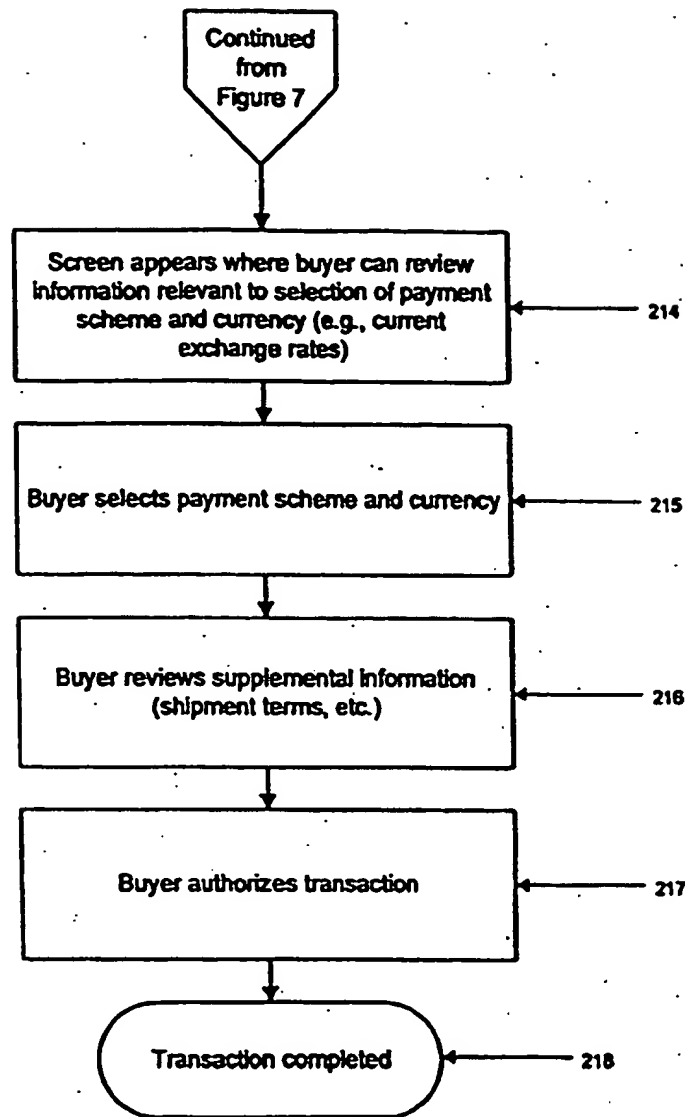 Continued
from
Figure 7
Screen appears where buyer can review
information relevant to selection of payment
scheme and currency (e.g., current
exchange rates)
214
Buyer selects payment scheme and currency
215
Buyer reviews supplemental information
(shipment terms, etc.)
216
Buyer authorizes transaction
217
Transaction completed
218